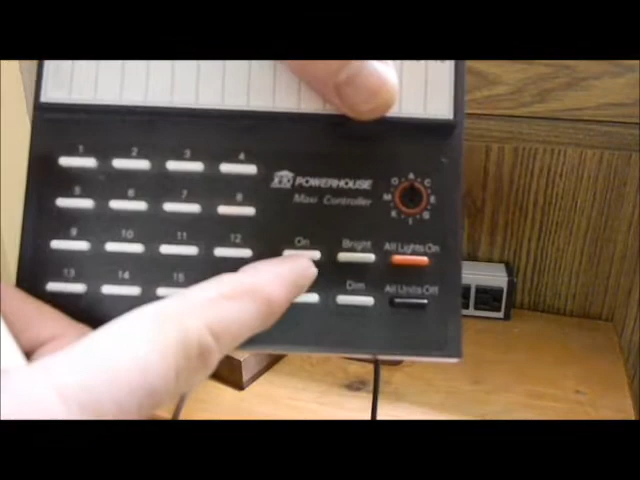 1 2 3 4
X-10 POWERHOUSE
Maxi Controller
5 6 7 8
9 10 11 12
On Bright All Lights On
13 14 15
Dim All Units Off
A
C
E
G
I
K
M
O